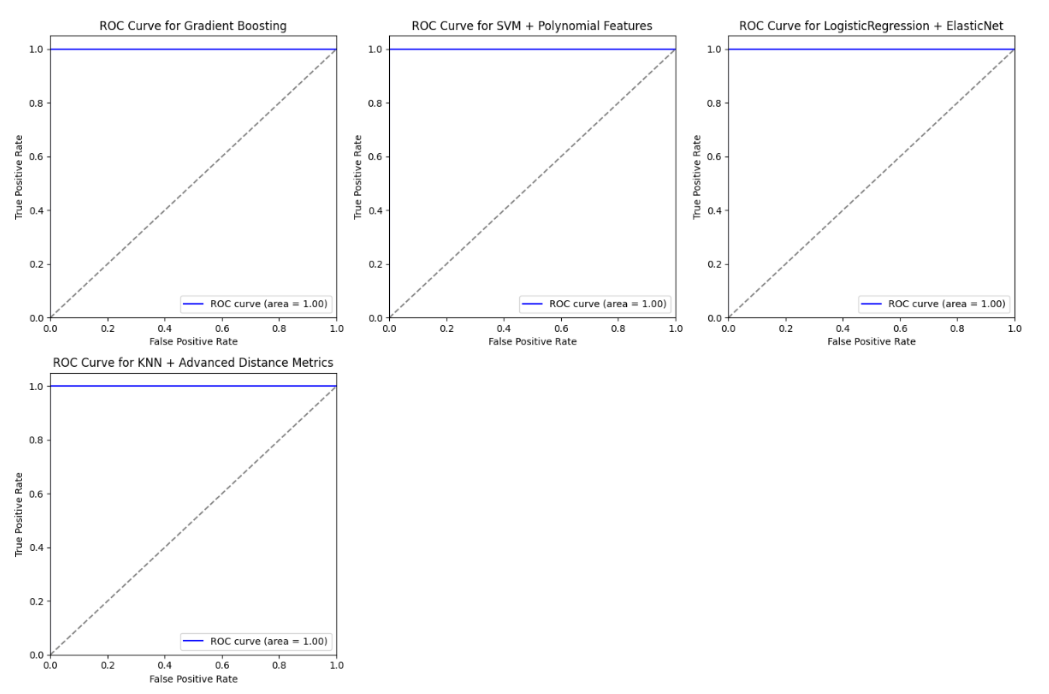 ROC Curve for Gradient Boosting
1.0
0.8
0.6
0.4
0.2
0.0
True Positive Rate
ROC curve (area = 1.00)
0.0 0.2 0.4 0.6 0.8 1.0
False Positive Rate
ROC Curve for SVM + Polynomial Features
1.0
0.8
0.6
0.4
0.2
0.0
True Positive Rate
ROC curve (area = 1.00)
0.0 0.2 0.4 0.6 0.8 1.0
False Positive Rate
ROC Curve for LogisticRegression + ElasticNet
1.0
0.8
0.6
0.4
0.2
0.0
True Positive Rate
ROC curve (area = 1.00)
0.0 0.2 0.4 0.6 0.8 1.0
False Positive Rate
ROC Curve for KNN + Advanced Distance Metrics
1.0
0.8
0.6
0.4
0.2
0.0
True Positive Rate
ROC curve (area = 1.00)
0.0 0.2 0.4 0.6 0.8 1.0
False Positive Rate